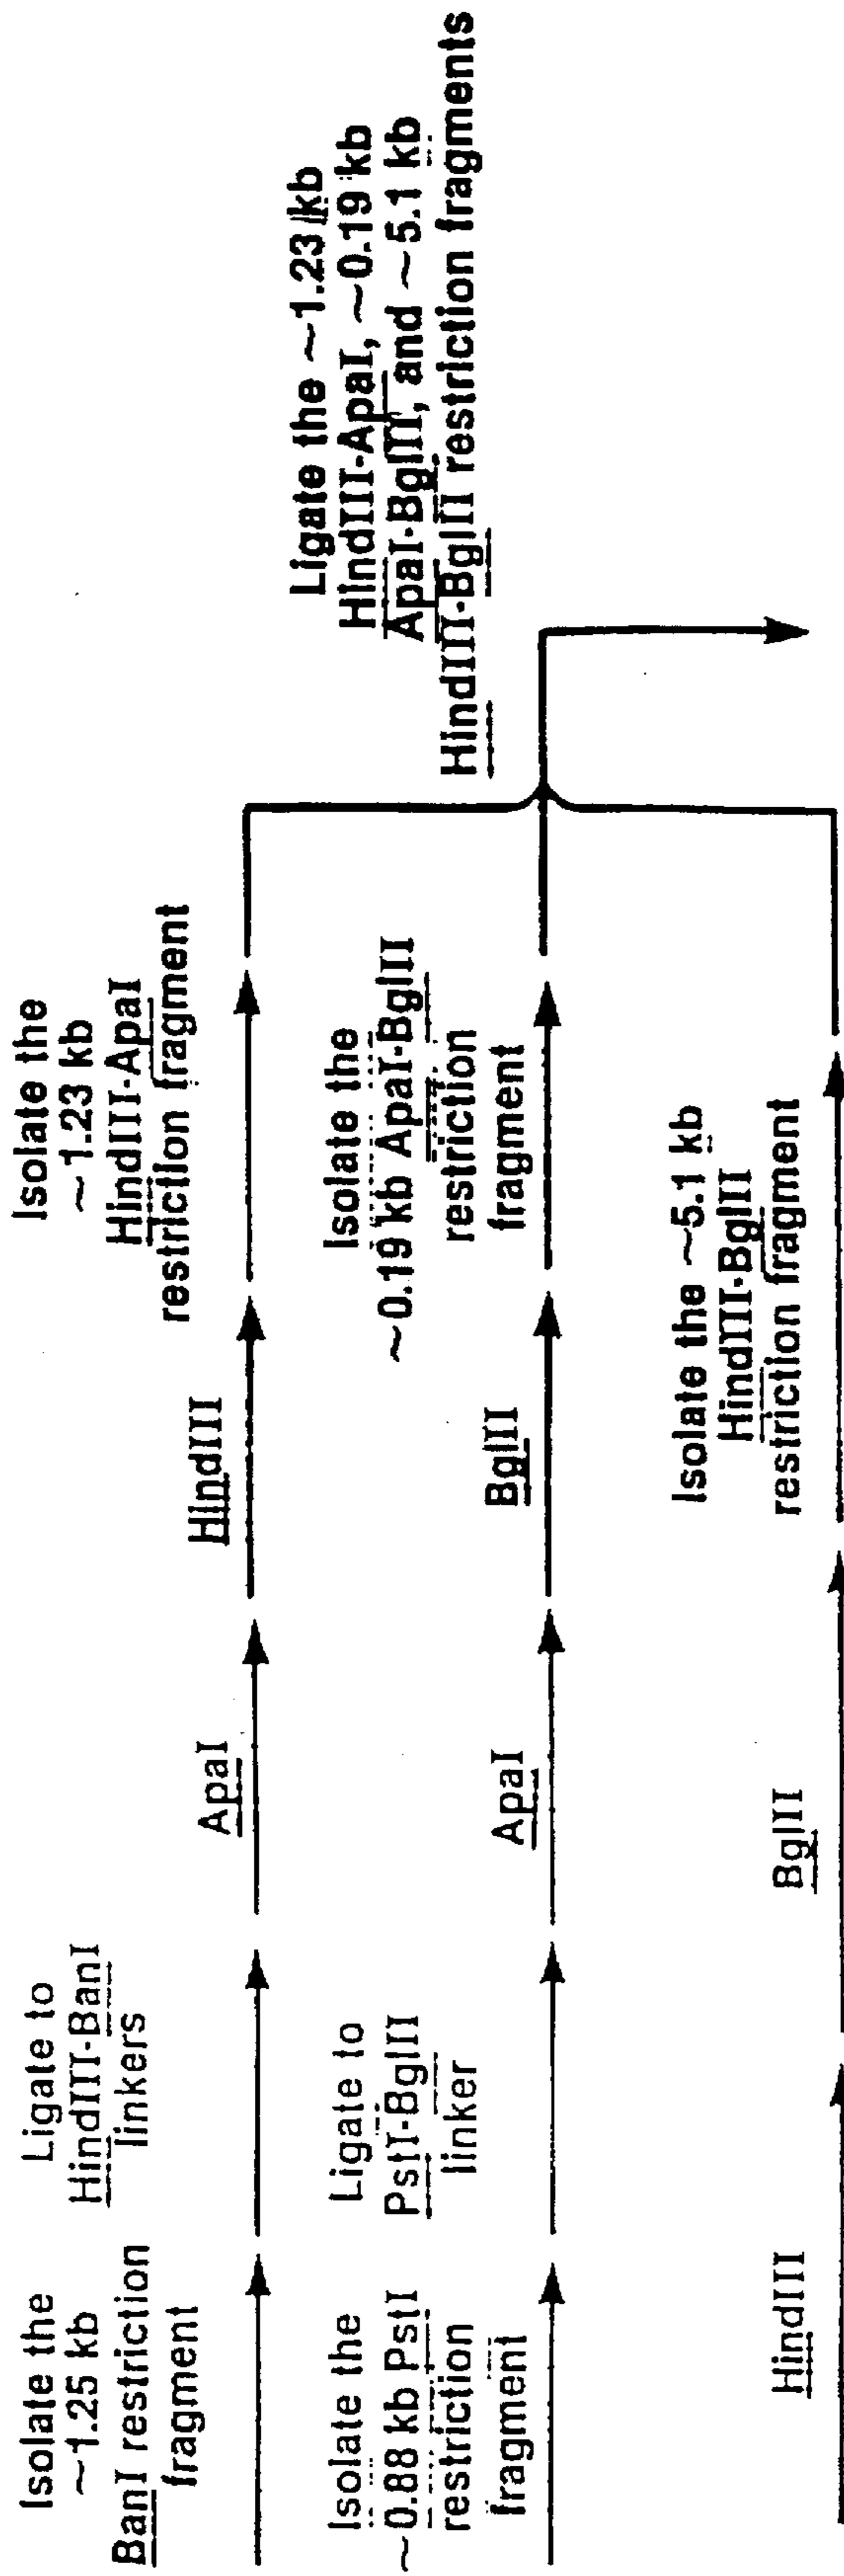 Isolate the
~1.25 kb
BanI restriction
fragment
Ligate to
HindIII-BanI
linkers
ApaI
HindIII
Isolate the
~1.23 kb
HindIII-ApaI
restriction fragment
Isolate the
~0.88 kb PstI
restriction
fragment
Ligate to
PstI-BglII
linker
ApaI
BglII
Isolate the
~0.19 kb ApaI-BglII
restriction
fragment
HindIII
BglII
Isolate the ~5.1 kb
HindIII-BglII
restriction fragment
Ligate the ~1.23 kb
HindIII-ApaI, ~0.19 kb
ApaI-BglII, and ~5.1 kb
HindIII-BglII restriction fragments